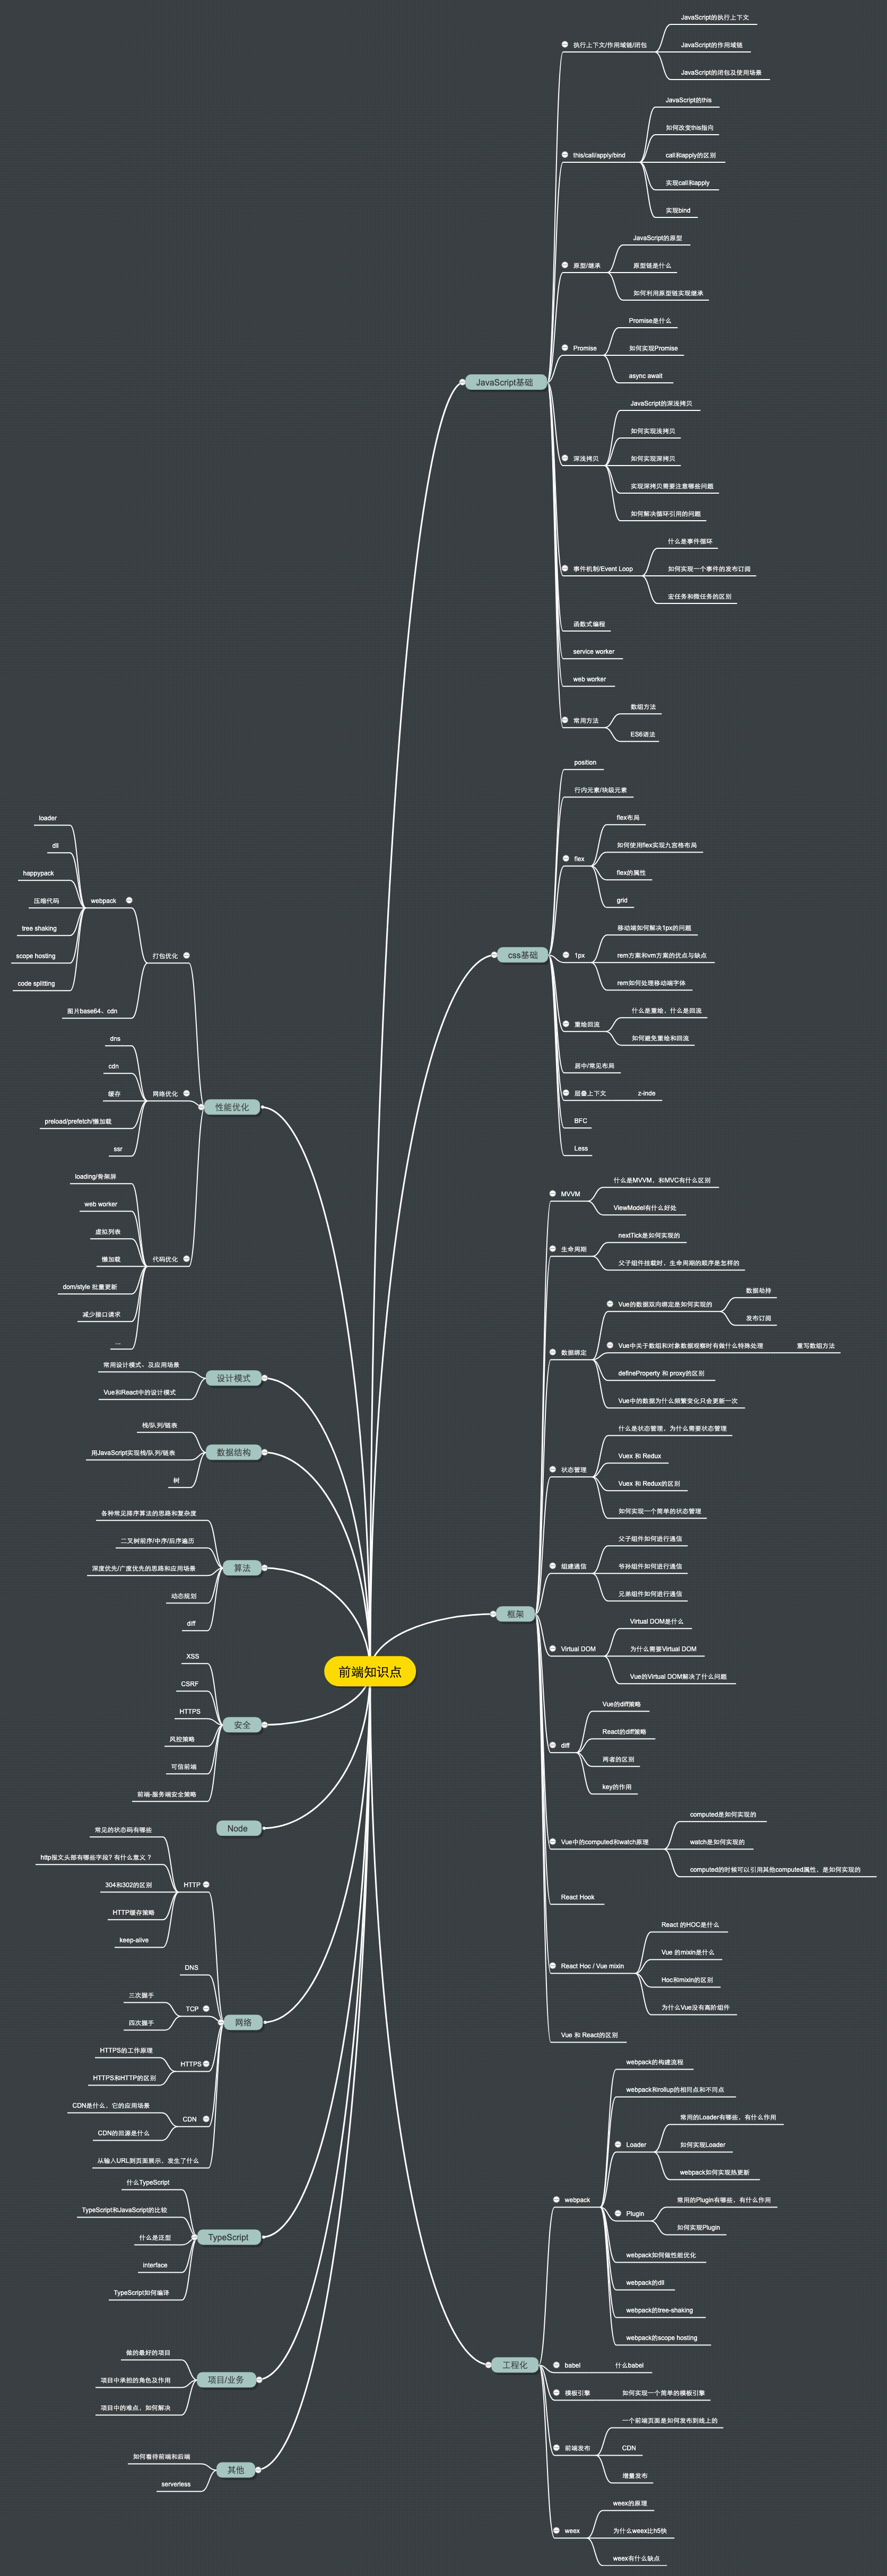 前端知识点
JavaScript基础
执行上下文/作用域链/闭包
JavaScript的执行上下文
JavaScript的作用域链
JavaScript的闭包及使用场景
this/call/apply/bind
JavaScript的this
如何改变this指向
call和apply的区别
实现call和apply
实现bind
原型/继承
JavaScript的原型
原型链是什么
如何利用原型链实现继承
Promise
Promise是什么
如何实现Promise
async await
深浅拷贝
JavaScript的深浅拷贝
如何实现浅拷贝
如何实现深拷贝
实现深拷贝需要注意哪些问题
如何解决循环引用的问题
事件机制/Event Loop
什么是事件循环
如何实现一个事件的发布订阅
宏任务和微任务的区别
函数式编程
service worker
web worker
常用方法
数组方法
ES6语法
css基础
position
行内元素/块级元素
flex
flex布局
如何使用flex实现九宫格布局
flex的属性
grid
1px
移动端如何解决1px的问题
rem方案和vm方案的优点与缺点
rem如何处理移动端字体
重绘回流
什么是重绘，什么是回流
如何避免重绘和回流
居中/常见布局
层叠上下文
z-inde
BFC
Less
框架
MVVM
什么是MVVM，和MVC有什么区别
ViewModel有什么好处
生命周期
nextTick是如何实现的
父子组件挂载时，生命周期的顺序是怎样的
数据绑定
Vue的数据双向绑定是如何实现的
数据劫持
发布订阅
Vue中关于数组和对象数据观察时有做什么特殊处理
重写数组方法
defineProperty 和 proxy的区别
Vue中的数据为什么频繁变化只会更新一次
状态管理
什么是状态管理，为什么需要状态管理
Vuex 和 Redux
Vuex 和 Redux的区别
如何实现一个简单的状态管理
组建通信
父子组件如何进行通信
爷孙组件如何进行通信
兄弟组件如何进行通信
Virtual DOM
Virtual DOM是什么
为什么需要Virtual DOM
Vue的Virtual DOM解决了什么问题
diff
Vue的diff策略
React的diff策略
两者的区别
key的作用
Vue中的computed和watch原理
computed是如何实现的
watch是如何实现的
computed的时候可以引用其他computed属性，是如何实现的
React Hook
React Hoc / Vue mixin
React 的HOC是什么
Vue 的mixin是什么
Hoc和mixin的区别
为什么Vue没有高阶组件
Vue 和 React的区别
工程化
webpack
webpack的构建流程
webpack和rollup的相同点和不同点
Loader
常用的Loader有哪些，有什么作用
如何实现Loader
webpack如何实现热更新
Plugin
常用的Plugin有哪些，有什么作用
如何实现Plugin
webpack如何做性能优化
webpack的dll
webpack的tree-shaking
webpack的scope hosting
babel
什么babel
模板引擎
如何实现一个简单的模板引擎
前端发布
一个前端页面是如何发布到线上的
CDN
增量发布
weex
weex的原理
为什么weex比h5快
weex有什么缺点
性能优化
打包优化
webpack
loader
dll
happypack
压缩代码
tree shaking
scope hosting
code splitting
图片base64、cdn
网络优化
dns
cdn
缓存
preload/prefetch/懒加载
ssr
代码优化
loading/骨架屏
web worker
虚拟列表
懒加载
dom/style 批量更新
减少接口请求
...
设计模式
常用设计模式、及应用场景
Vue和React中的设计模式
数据结构
栈/队列/链表
用JavaScript实现栈/队列/链表
树
算法
各种常见排序算法的思路和复杂度
二叉树前序/中序/后序遍历
深度优先/广度优先的思路和应用场景
动态规划
diff
安全
XSS
CSRF
HTTPS
风控策略
可信前端
前端-服务端安全策略
Node
网络
HTTP
常见的状态码有哪些
http报文头部有哪些字段? 有什么意义 ?
304和302的区别
HTTP缓存策略
keep-alive
DNS
TCP
三次握手
四次握手
HTTPS
HTTPS的工作原理
HTTPS和HTTP的区别
CDN
CDN是什么，它的应用场景
CDN的回源是什么
从输入URL到页面展示，发生了什么
TypeScript
什么TypeScript
TypeScript和JavaScript的比较
什么是泛型
interface
TypeScript如何编译
项目/业务
做的最好的项目
项目中承担的角色及作用
项目中的难点，如何解决
其他
如何看待前端和后端
serverless